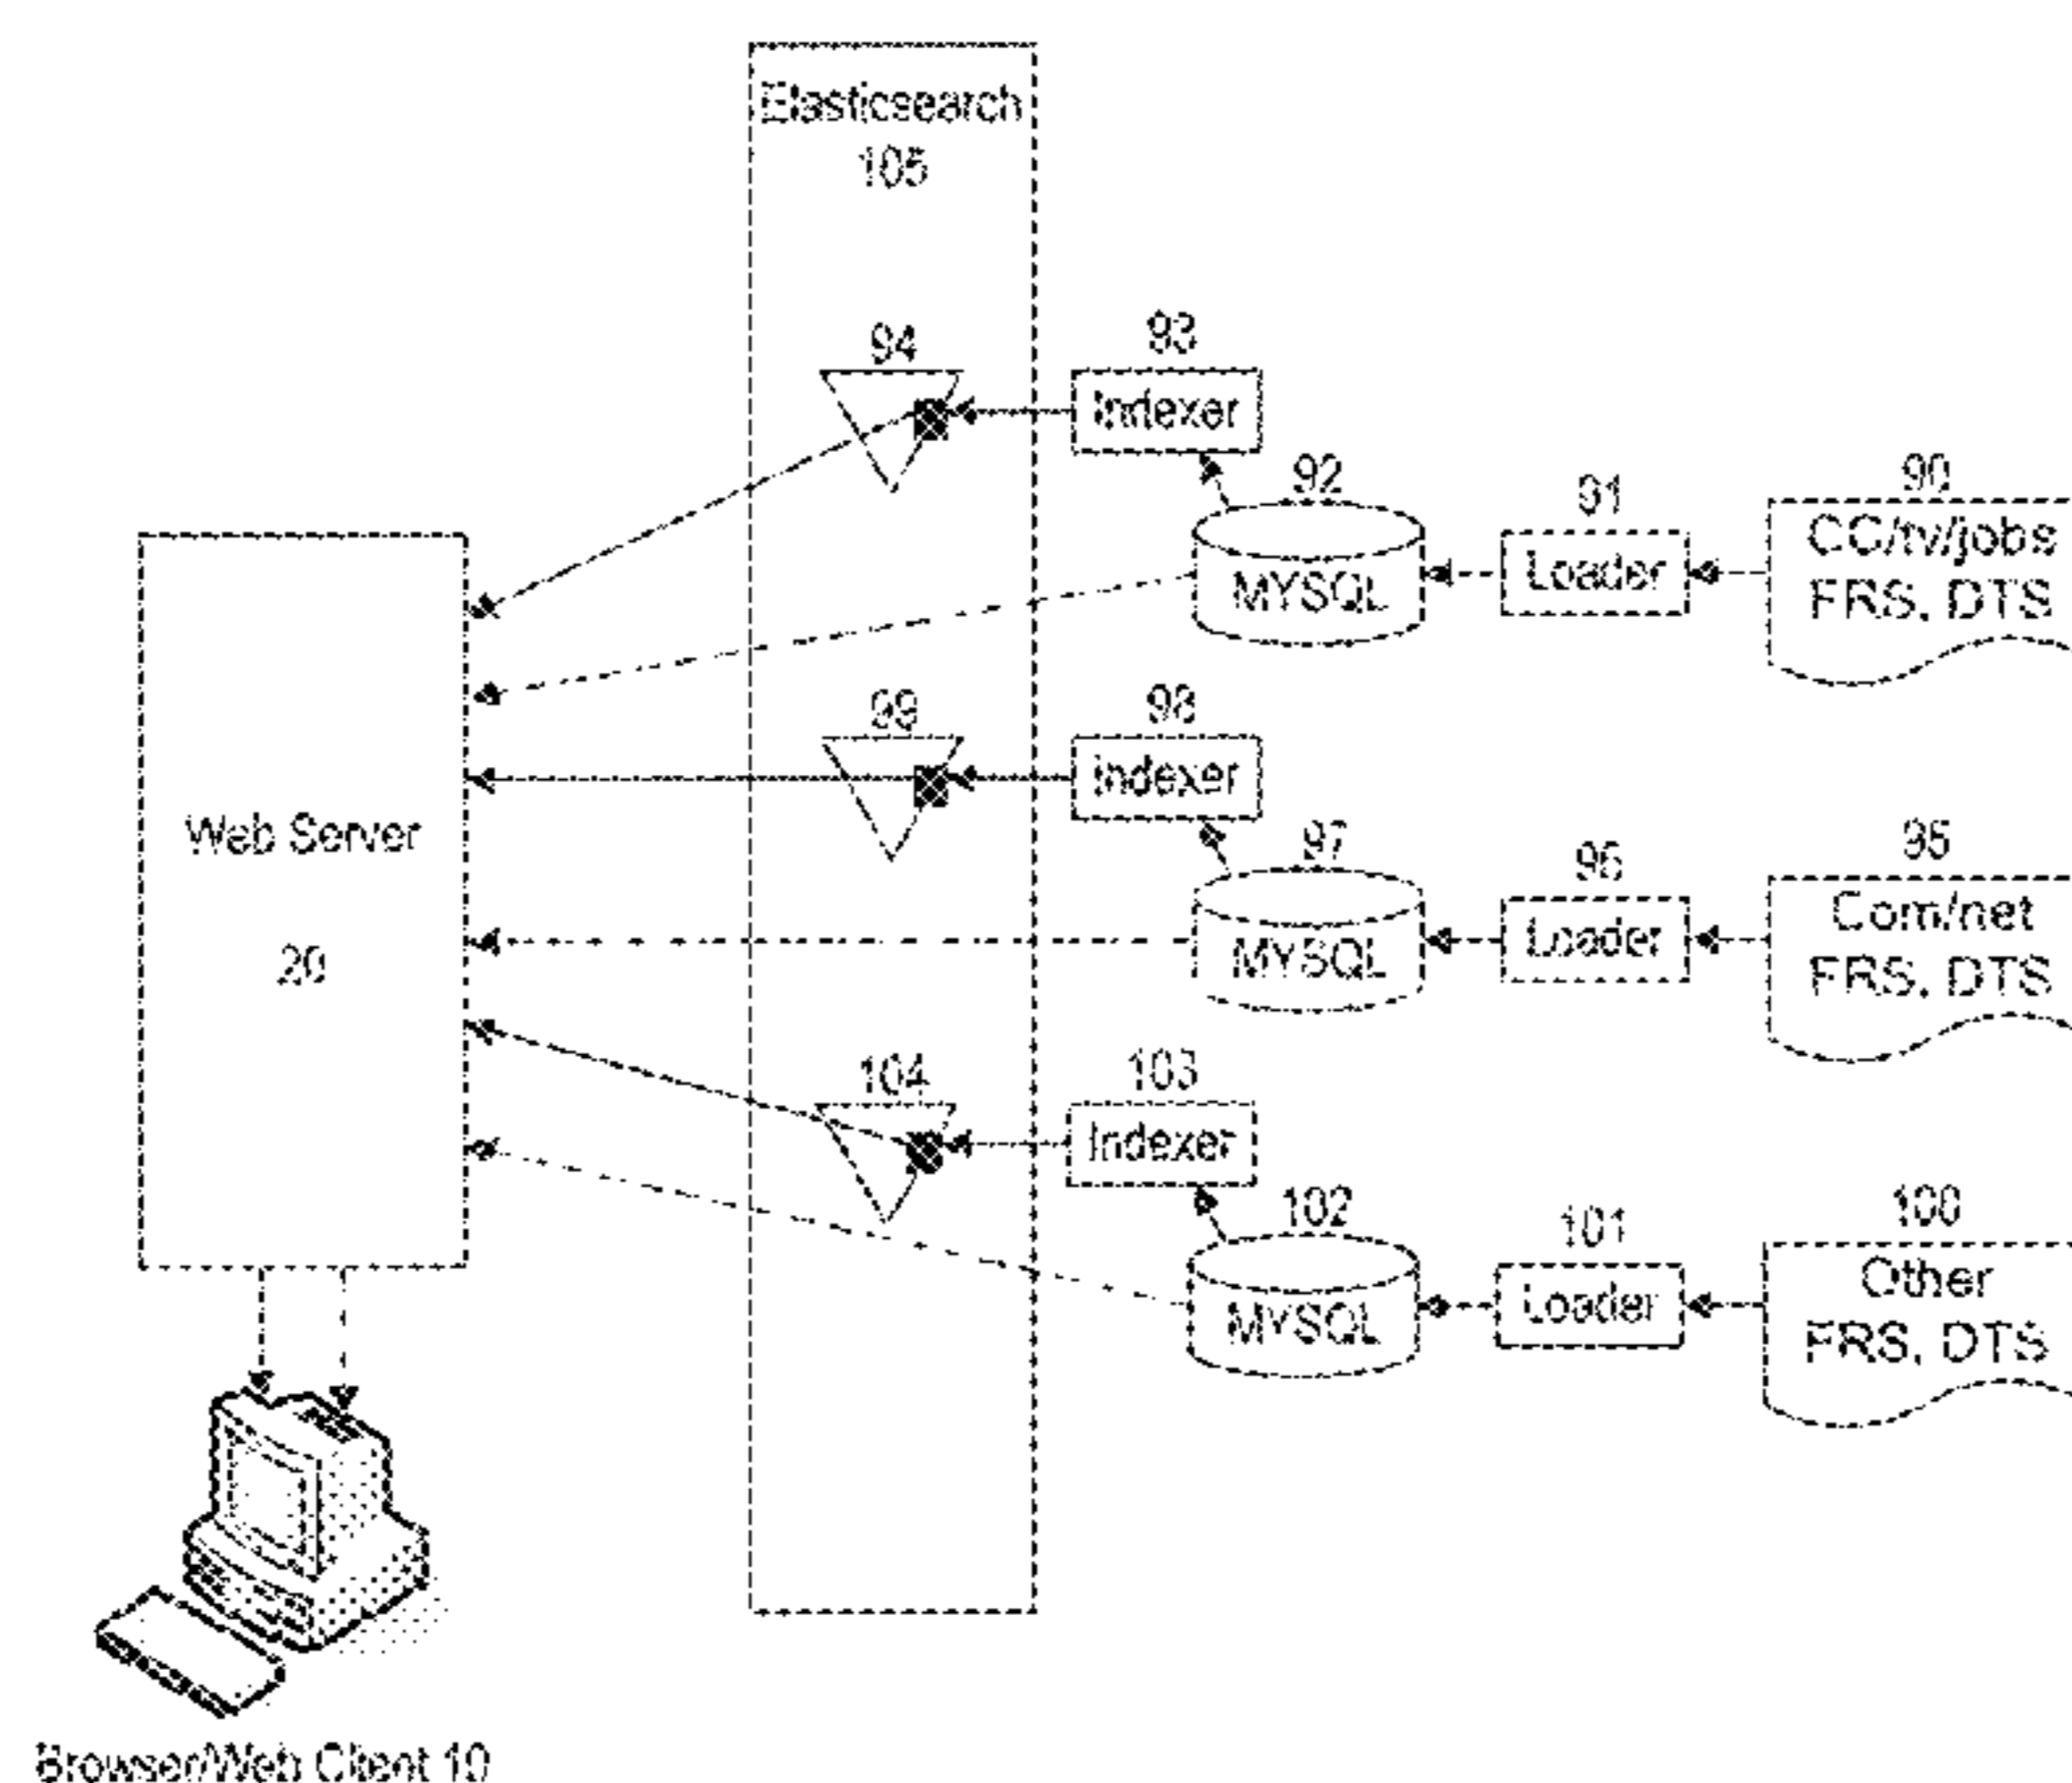 Elasticsearch
105
94
93
Indexer
92
MYSQL
91
Loader
90
CC/tv/jobs
FRS, DTS
99
98
Indexer
97
MYSQL
96
Loader
95
Com/net
FRS, DTS
Web Server
20
104
103
Indexer
102
MYSQL
101
Loader
100
Other
FRS, DTS
Browser/Web Client 10